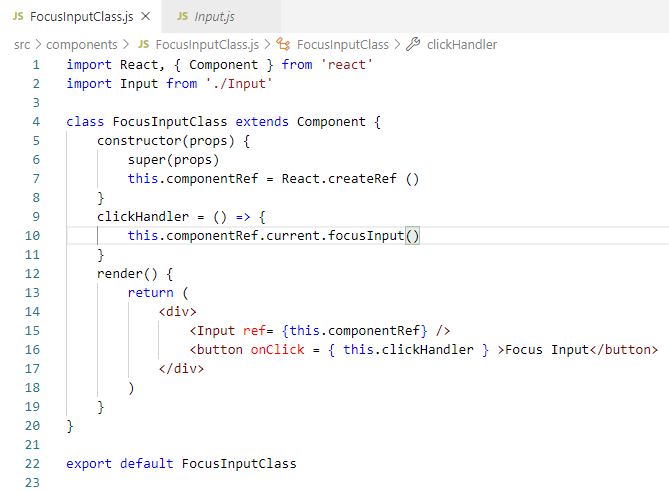 JS FocusInputClass.js × JS Input.js
src > components > JS FocusInputClass.js > FocusInputClass > clickHandler
1 import React, { Component } from 'react'
2 import Input from './Input'
3
4 class FocusInputClass extends Component {
5 constructor(props) {
6 super(props)
7 this.componentRef = React.createRef ()
8 }
9 clickHandler = () => {
10 this.componentRef.current.focusInput()
11 }
12 render() {
13 return (
14 <div>
15 <Input ref= {this.componentRef} />
16 <button onClick = { this.clickHandler } >Focus Input</button>
17 </div>
18 )
19 }
20 }
21
22 export default FocusInputClass
23